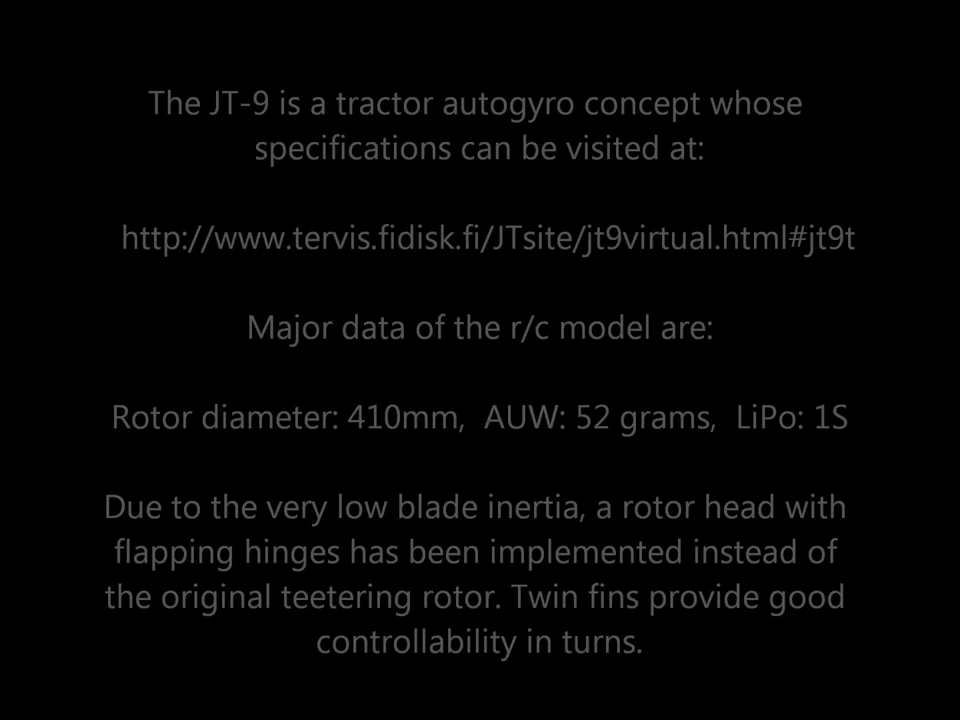 The JT-9 is a tractor autogyro concept whose
specifications can be visited at:
http://www.tervis.fidisk.fi/JTsite/jt9virtual.html#jt9t
Major data of the r/c model are:
Rotor diameter: 410mm,  AUW: 52 grams,  LiPo: 1S
Due to the very low blade inertia, a rotor head with
flapping hinges has been implemented instead of
the original teetering rotor. Twin fins provide good
controllability in turns.